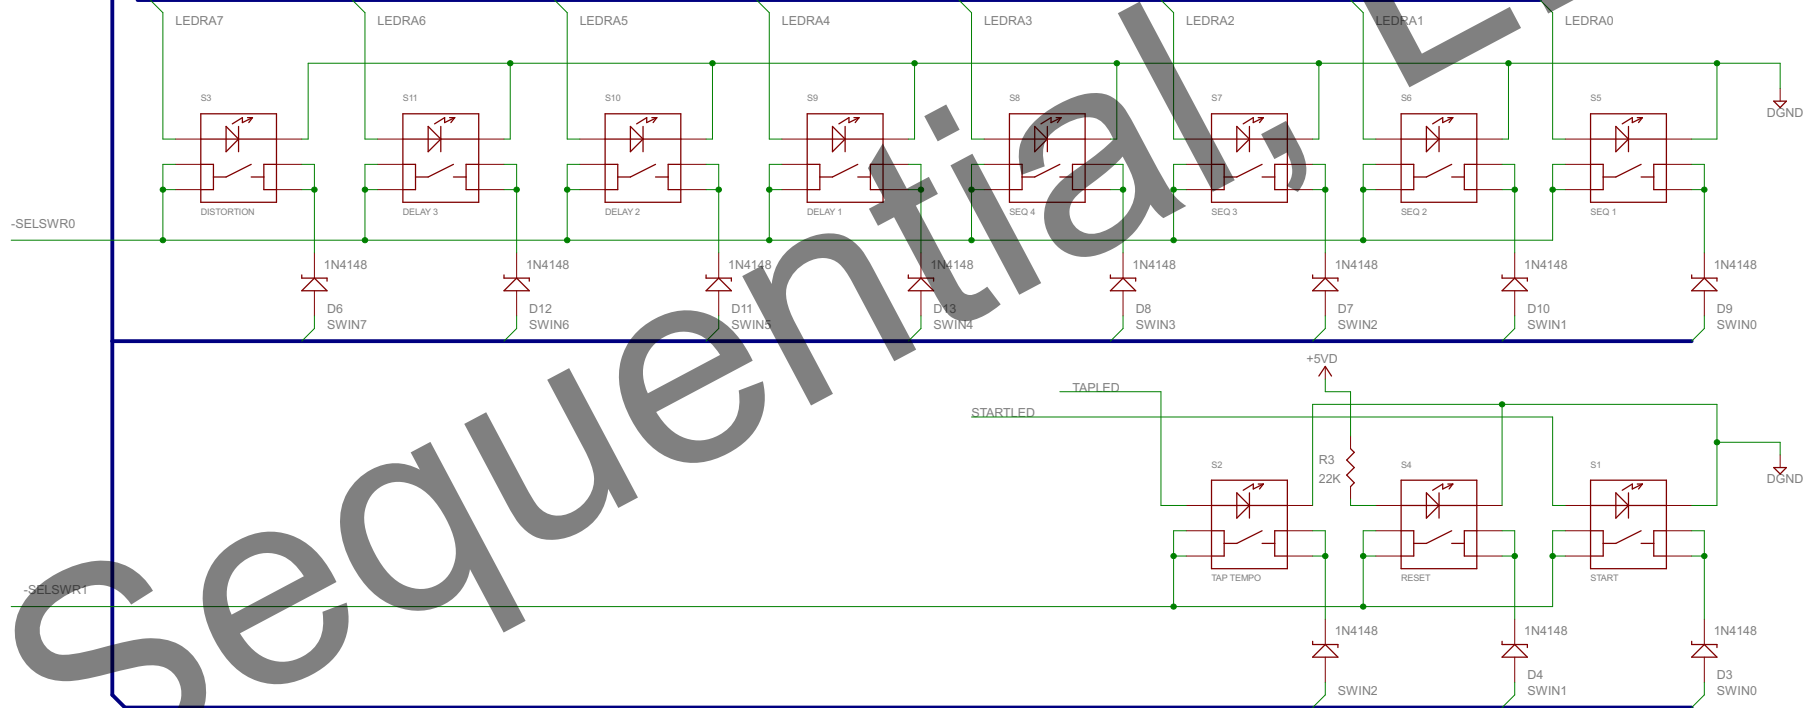 LEDRA7 LEDRA6 LEDRA5 LEDRA4 LEDRA3 LEDRA2 LEDRA1 LEDRA0
S3 S11 S10 S9 S8 S7 S6 S5
DGND
DISTORTION DELAY 3 DELAY 2 DELAY 1 SEQ 4 SEQ 3 SEQ 2 SEQ 1
-SELSWR0
1N4148 1N4148 1N4148 1N4148 1N4148 1N4148 1N4148 1N4148
D6 D12 D11 D13 D8 D7 D10 D9
SWIN7 SWIN6 SWIN5 SWIN4 SWIN3 SWIN2 SWIN1 SWIN0
+5VD
TAPLED
STARTLED
S2 R3 S4 S1
22K
DGND
TAP TEMPO RESET START
-SELSWR1
1N4148 1N4148 1N4148
D4 D3
SWIN2 SWIN1 SWIN0
Sequential,